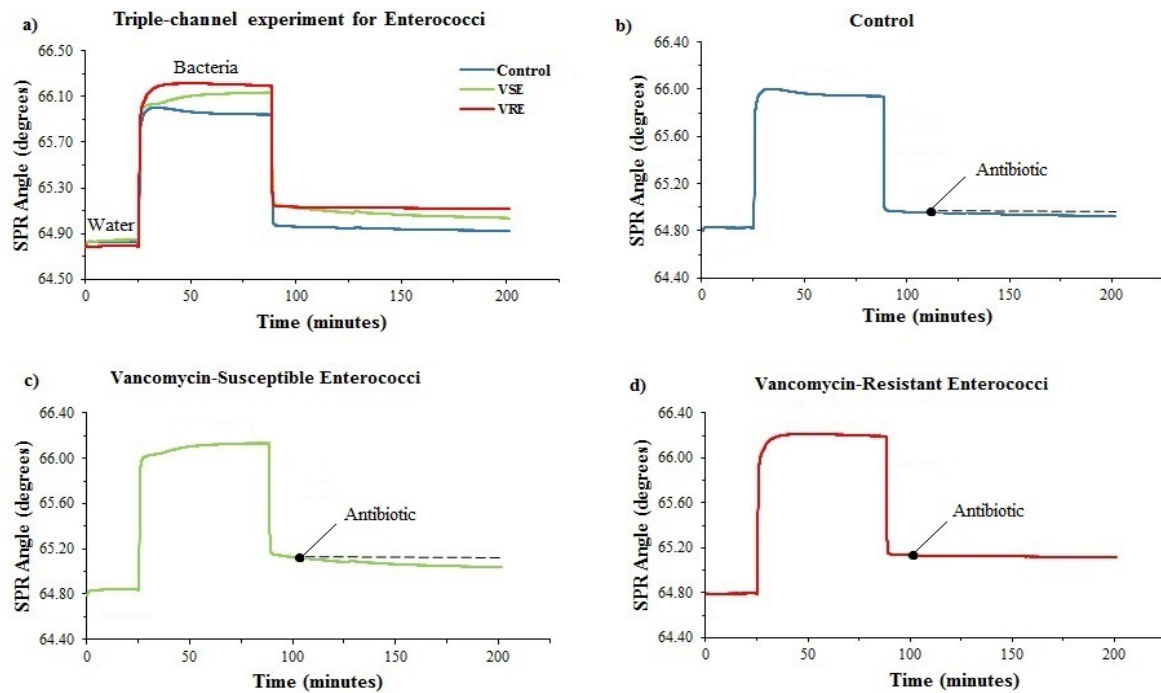 a)
Triple-channel experiment for Enterococci
SPR Angle (degrees)
66.50
66.10
65.70
65.30
64.90
64.50
Bacteria
Water
Control
VSE
VRE
0 50 100 150 200
Time (minutes)
b)
Control
SPR Angle (degrees)
66.40
66.00
65.60
65.20
64.80
64.40
Antibiotic
0 50 100 150 200
Time (minutes)
c)
Vancomycin-Susceptible Enterococci
SPR Angle (degrees)
66.40
66.00
65.60
65.20
64.80
64.40
Antibiotic
0 50 100 150 200
Time (minutes)
d)
Vancomycin-Resistant Enterococci
SPR Angle (degrees)
66.40
66.00
65.60
65.20
64.80
64.40
Antibiotic
0 50 100 150 200
Time (minutes)